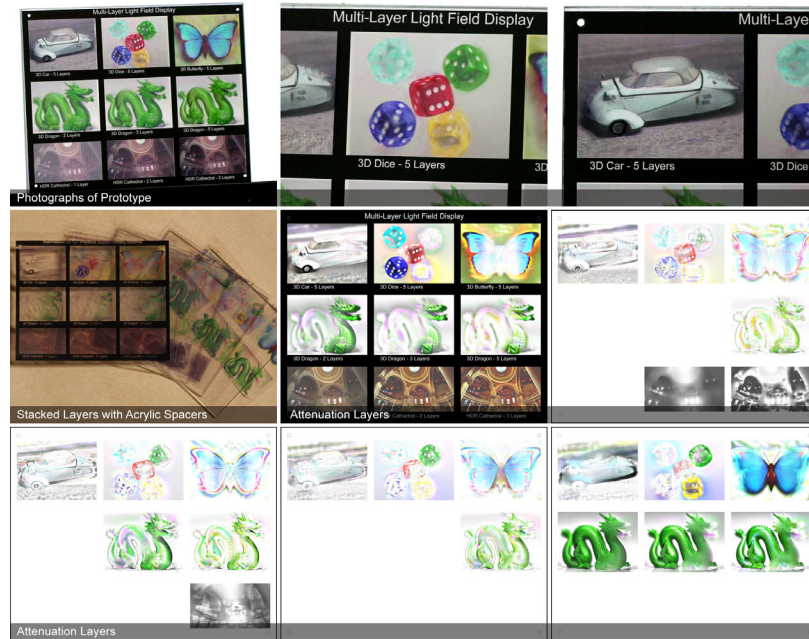 Multi-Layer Light Field Display
3D Car - 5 Layers
3D Dice - 5 Layers
3D Butterfly - 5 Layers
3D Dragon - 2 Layers
3D Dragon - 3 Layers
3D Dragon - 5 Layers
HDR Cathedral - 1 Layer
HDR Cathedral - 2 Layers
HDR Cathedral - 3 Layers
Multi-Layer Light Field Display
3D Dice - 5 Layers
3D
Multi-Laye
3D Car - 5 Layers
3D Dice
Photographs of Prototype
Multi-Layer Light Field Display
3D Car - 5 Layers
3D Dice - 5 Layers
3D Butterfly - 5 Layers
3D Dragon - 2 Layers
3D Dragon - 3 Layers
3D Dragon - 5 Layers
HDR Cathedral - 2 Layers
HDR Cathedral - 3 Layers
Stacked Layers with Acrylic Spacers
Attenuation Layers
Attenuation Layers